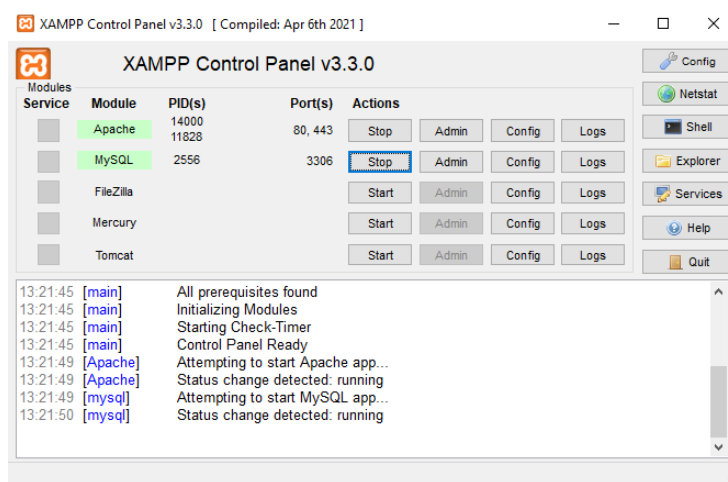 XAMPP Control Panel v3.3.0 [ Compiled: Apr 6th 2021 ]
XAMPP Control Panel v3.3.0
Config
Modules
Service Module PID(s) Port(s) Actions
Netstat
Apache 14000 11828 80, 443 Stop Admin Config Logs
Shell
MySQL 2556 3306 Stop Admin Config Logs
Explorer
FileZilla Start Admin Config Logs
Services
Mercury Start Admin Config Logs
Help
Tomcat Start Admin Config Logs
Quit
13:21:45 [main] All prerequisites found
13:21:45 [main] Initializing Modules
13:21:45 [main] Starting Check-Timer
13:21:45 [main] Control Panel Ready
13:21:49 [Apache] Attempting to start Apache app...
13:21:49 [Apache] Status change detected: running
13:21:49 [mysql] Attempting to start MySQL app...
13:21:50 [mysql] Status change detected: running